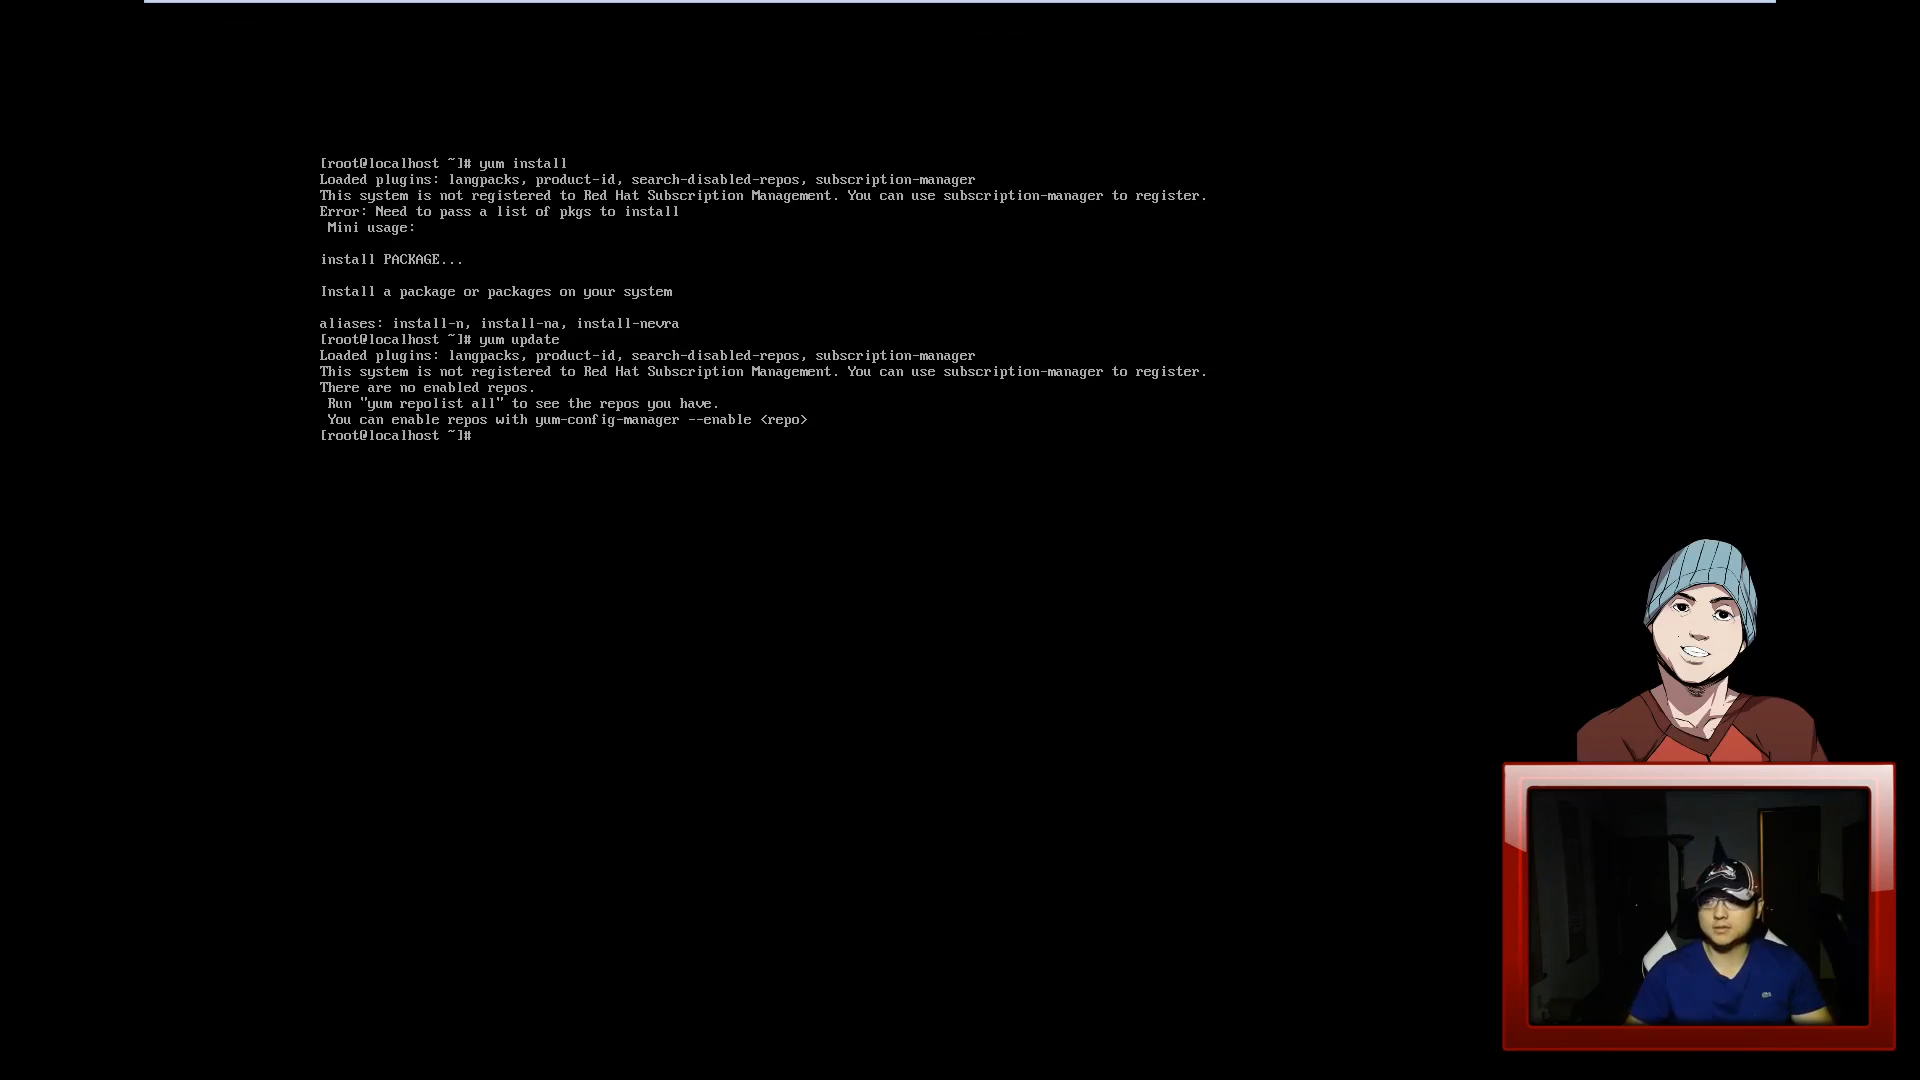 [root@localhost ~]# yum install
Loaded plugins: langpacks, product-id, search-disabled-repos, subscription-manager
This system is not registered to Red Hat Subscription Management. You can use subscription-manager to register.
Error: Need to pass a list of pkgs to install
 Mini usage:
install PACKAGE...
Install a package or packages on your system
aliases: install-n, install-na, install-nevra
[root@localhost ~]# yum update
Loaded plugins: langpacks, product-id, search-disabled-repos, subscription-manager
This system is not registered to Red Hat Subscription Management. You can use subscription-manager to register.
There are no enabled repos.
 Run "yum repolist all" to see the repos you have.
 You can enable repos with yum-config-manager --enable <repo>
[root@localhost ~]#